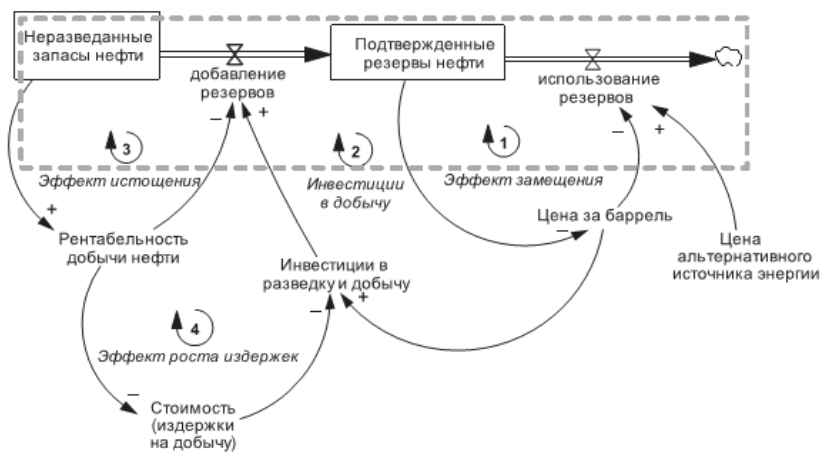 Неразведанные
запасы нефти
добавление
резервов
Подтвержденные
резервы нефти
использование
резервов
– +
– +
3
Эффект истощения
2
Инвестиции
в добычу
1
Эффект замещения
+
Рентабельность
добычи нефти
–
Цена за баррель
Цена
альтернативного
источника энергии
Инвестиции в
разведку и добычу
– +
4
Эффект роста издержек
–
Стоимость
(издержки
на добычу)